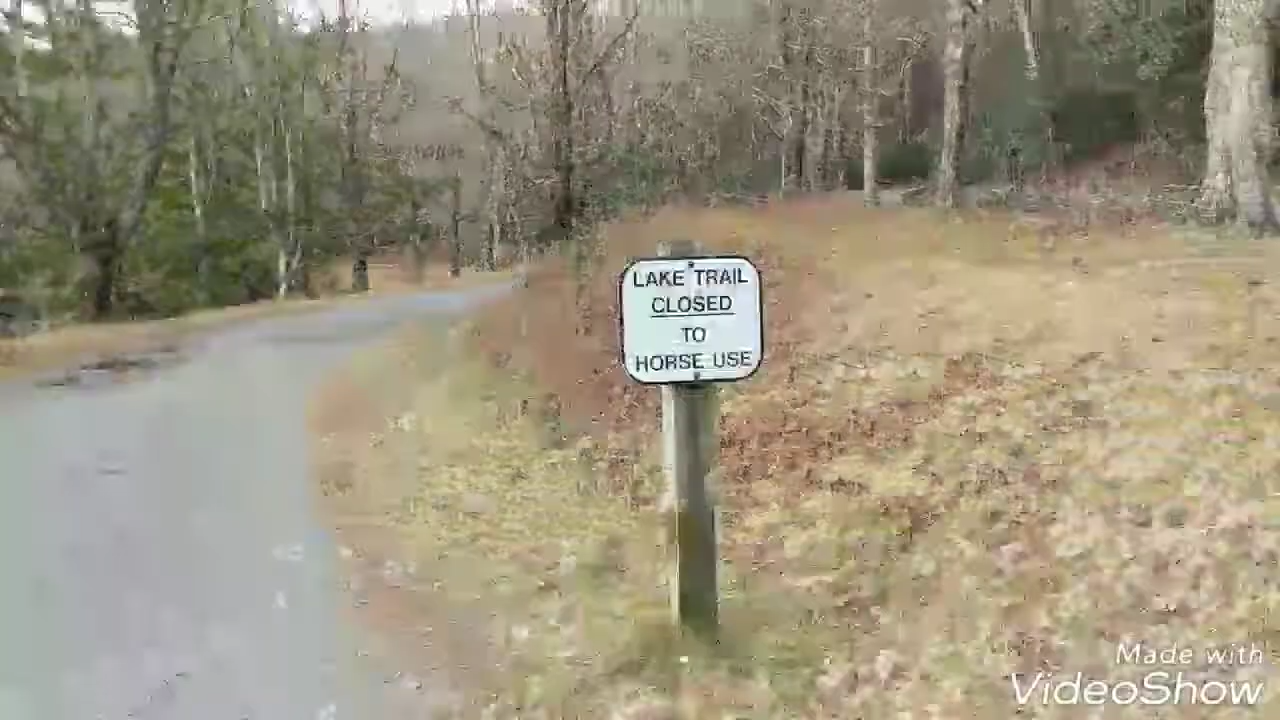 LAKE TRAIL
CLOSED
TO
HORSE USE
Made with
VideoShow